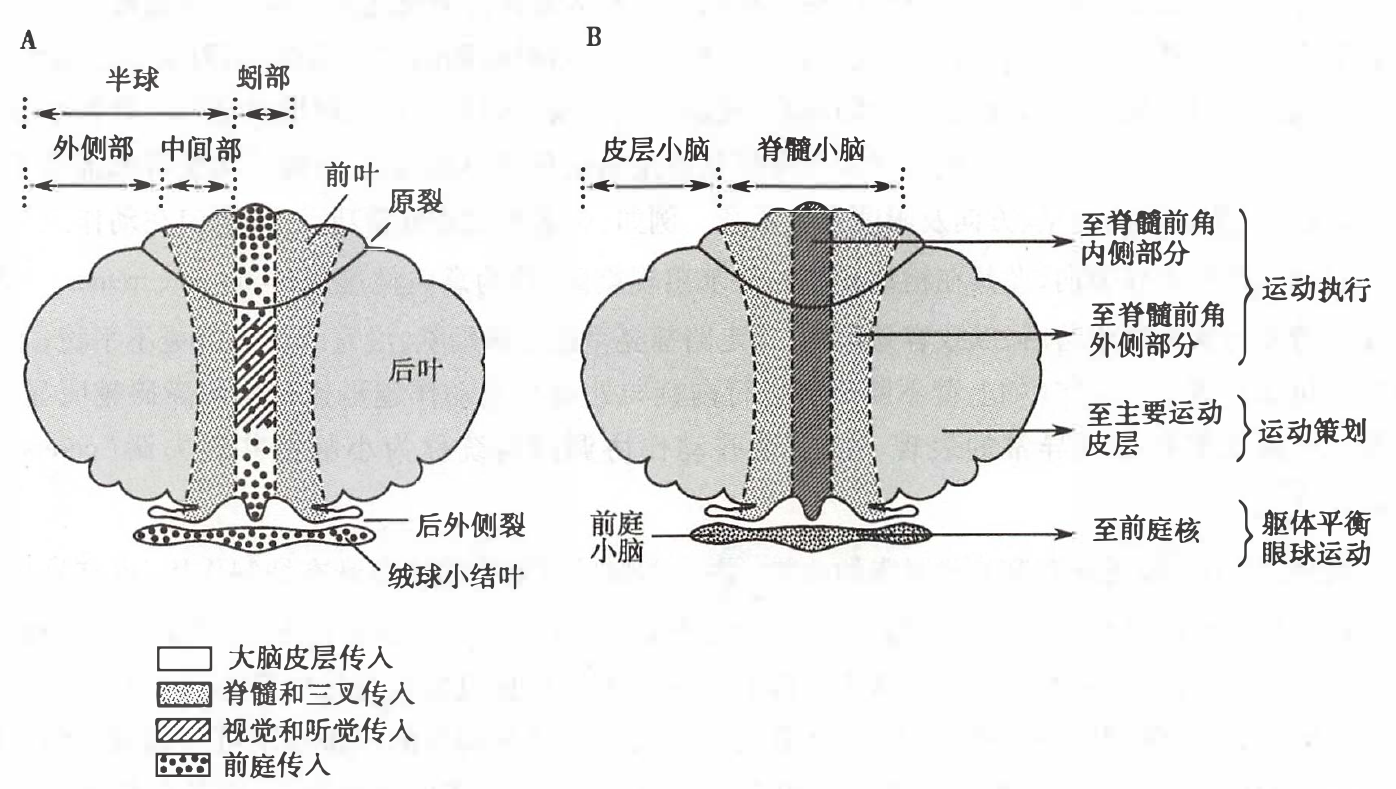 A
半球
蚓部
外侧部
中间部
前叶
原裂
后叶
后外侧裂
绒球小结叶
大脑皮层传入
脊髓和三叉传入
视觉和听觉传入
前庭传入
B
皮层小脑
脊髓小脑
至脊髓前角
内侧部分
至脊髓前角
外侧部分
运动执行
至主要运动
皮层
运动策划
前庭
小脑
至前庭核
躯体平衡
眼球运动